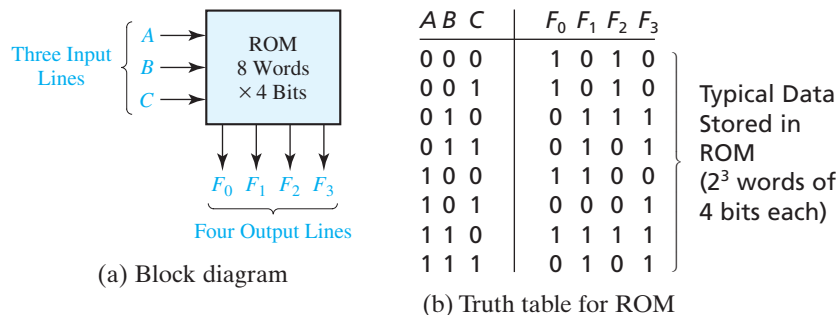 Three Input
Lines
A
B
C
ROM
8 Words
× 4 Bits
F0 F1 F2 F3
Four Output Lines
(a) Block diagram
A B C F0 F1 F2 F3
0 0 0 1 0 1 0
0 0 1 1 0 1 0
0 1 0 0 1 1 1
0 1 1 0 1 0 1
1 0 0 1 1 0 0
1 0 1 0 0 0 1
1 1 0 1 1 1 1
1 1 1 0 1 0 1
Typical Data
Stored in
ROM
(2³ words of
4 bits each)
(b) Truth table for ROM